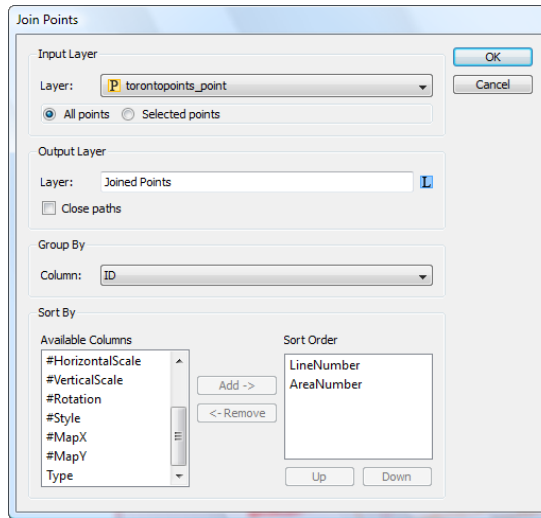 Join Points
Input Layer
OK
Layer: P torontopoints_point
Cancel
All points Selected points
Output Layer
Layer: Joined Points L
Close paths
Group By
Column: ID
Sort By
Available Columns
Sort Order
#HorizontalScale
#VerticalScale
#Rotation
#Style
#MapX
#MapY
Type
Add ->
<- Remove
LineNumber
AreaNumber
Up Down